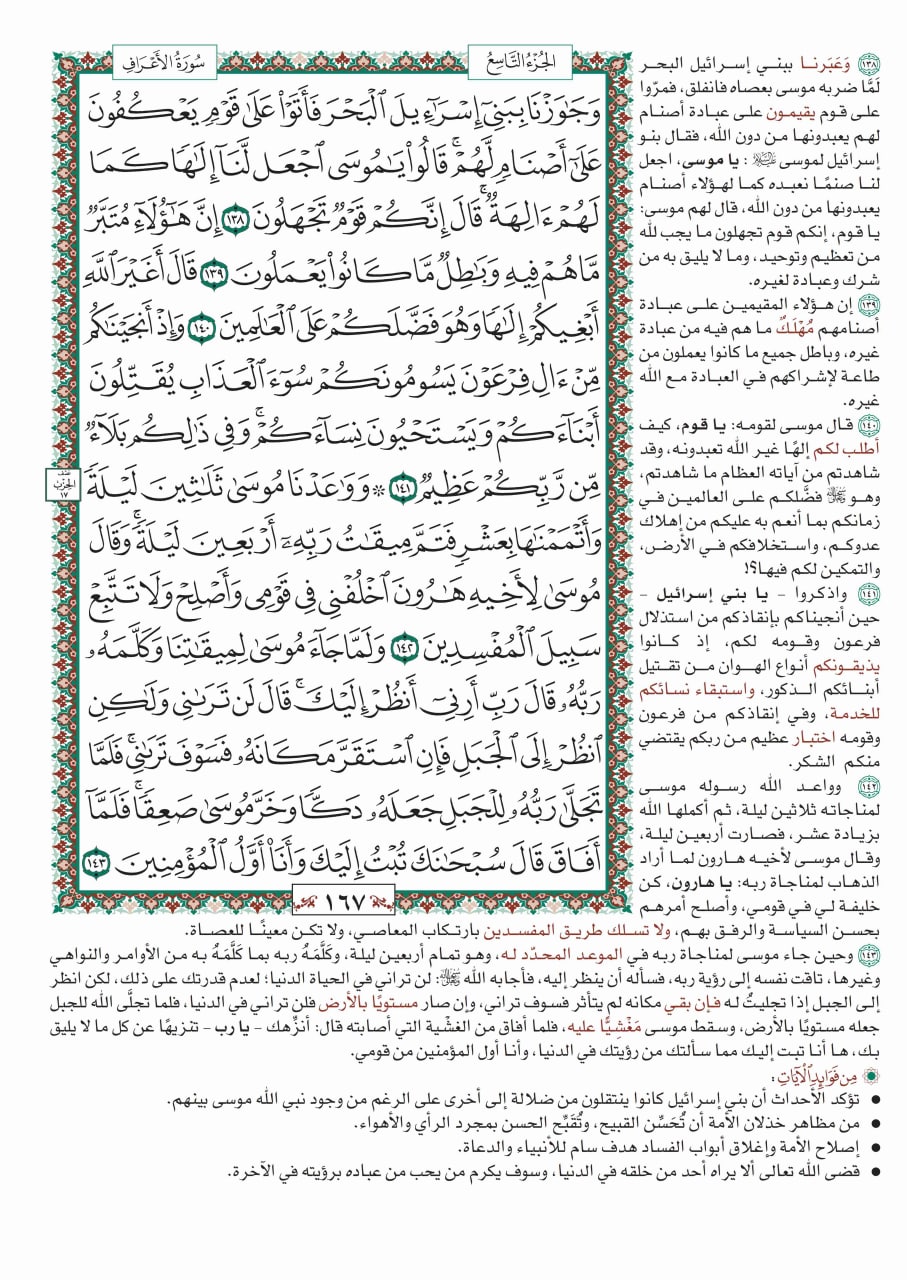 الجُزْءُ التَّاسِعُ
سُورَةُ الأَعْرَافِ
وَجَٰوَزْنَا بِبَنِيٓ إِسْرَٰٓءِيلَ ٱلْبَحْرَ فَأَتَوْا۟ عَلَىٰ قَوْمٍ يَعْكُفُونَ
عَلَىٰٓ أَصْنَامٍ لَّهُمْۚ قَالُوا۟ يَٰمُوسَى ٱجْعَل لَّنَآ إِلَٰهًا كَمَا
لَهُمْ ءَالِهَةٌۚ قَالَ إِنَّكُمْ قَوْمٌ تَجْهَلُونَ ١٣٨ إِنَّ هَٰٓؤُلَآءِ مُتَبَّرٌ
مَّا هُمْ فِيهِ وَبَٰطِلٌ مَّا كَانُوا۟ يَعْمَلُونَ ١٣٩ قَالَ أَغَيْرَ ٱللَّهِ
أَبْغِيكُمْ إِلَٰهًا وَهُوَ فَضَّلَكُمْ عَلَى ٱلْعَٰلَمِينَ ١٤٠ وَإِذْ أَنجَيْنَٰكُم
مِّنْ ءَالِ فِرْعَوْنَ يَسُومُونَكُمْ سُوٓءَ ٱلْعَذَابِ يُقَتِّلُونَ
أَبْنَآءَكُمْ وَيَسْتَحْيُونَ نِسَآءَكُمْۚ وَفِي ذَٰلِكُم بَلَآءٌ
مِّن رَّبِّكُمْ عَظِيمٌ ١٤١ ۞ وَوَٰعَدْنَا مُوسَىٰ ثَلَٰثِينَ لَيْلَةً
وَأَتْمَمْنَٰهَا بِعَشْرٍ فَتَمَّ مِيقَٰتُ رَبِّهِۦٓ أَرْبَعِينَ لَيْلَةًۚ وَقَالَ
مُوسَىٰ لِأَخِيهِ هَٰرُونَ ٱخْلُفْنِي فِي قَوْمِي وَأَصْلِحْ وَلَا تَتَّبِعْ
سَبِيلَ ٱلْمُفْسِدِينَ ١٤٢ وَلَمَّا جَآءَ مُوسَىٰ لِمِيقَٰتِنَا وَكَلَّمَهُۥ
رَبُّهُۥ قَالَ رَبِّ أَرِنِيٓ أَنظُرْ إِلَيْكَۚ قَالَ لَن تَرَىٰنِي وَلَٰكِنِ
ٱنظُرْ إِلَى ٱلْجَبَلِ فَإِنِ ٱسْتَقَرَّ مَكَانَهُۥ فَسَوْفَ تَرَىٰنِيۚ فَلَمَّا
تَجَلَّىٰ رَبُّهُۥ لِلْجَبَلِ جَعَلَهُۥ دَكًّا وَخَرَّ مُوسَىٰ صَعِقًاۚ فَلَمَّآ
أَفَاقَ قَالَ سُبْحَٰنَكَ تُبْتُ إِلَيْكَ وَأَنَا۠ أَوَّلُ ٱلْمُؤْمِنِينَ ١٤٣
نصف
الحزب
١٧
١٦٧
١٣٨ وَعَبَرنا ببني إسرائيل البحر
لَمَّا ضربه موسى بعصاه فانفلق، فمرّوا
على قوم يقيمون على عبادة أصنام
لهم يعبدونها من دون الله، فقال بنو
إسرائيل لموسى ﵇: يا موسى، اجعل
لنا صنمًا نعبده كما لهؤلاء أصنام
يعبدونها من دون الله، قال لهم موسى:
يا قوم، إنكم قوم تجهلون ما يجب لله
من تعظيم وتوحيد، وما لا يليق به من
شرك وعبادة لغيره.
١٣٩ إن هؤلاء المقيمين على عبادة
أصنامهم مُهْلَكٌ ما هم فيه من عبادة
غيره، وباطل جميع ما كانوا يعملون من
طاعة لإشراكهم في العبادة مع الله
غيره.
١٤٠ قال موسى لقومه: يا قوم، كيف
أطلب لكم إلهًا غير الله تعبدونه، وقد
شاهدتم من آياته العظام ما شاهدتم،
وهو ﷾ فضَّلكم على العالمين في
زمانكم بما أنعم به عليكم من إهلاك
عدوكم، واستخلافكم في الأرض،
والتمكين لكم فيها؟!
١٤١ واذكروا - يا بني إسرائيل -
حين أنجيناكم بإنقاذكم من استذلال
فرعون وقومه لكم، إذ كانوا
يذيقونكم أنواع الهوان من تقتيل
أبنائكم الذكور، واستبقاء نسائكم
للخدمة، وفي إنقاذكم من فرعون
وقومه اختبار عظيم من ربكم يقتضي
منكم الشكر.
١٤٢ وواعد الله رسوله موسى
لمناجاته ثلاثين ليلة، ثم أكملها الله
بزيادة عشر، فصارت أربعين ليلة،
وقال موسى لأخيه هارون لما أراد
الذهاب لمناجاة ربه: يا هارون، كن
خليفة لي في قومي، وأصلح أمرهم
بحسن السياسة والرفق بهم، ولا تسلك طريق المفسدين بارتكاب المعاصي، ولا تكن معينًا للعصاة.
١٤٣ وحين جاء موسى لمناجاة ربه في الموعد المحدّد له، وهو تمام أربعين ليلة، وكَلَّمَهُ ربه بما كَلَّمَهُ به من الأوامر والنواهي
وغيرها، تاقت نفسه إلى رؤية ربه، فسأله أن ينظر إليه، فأجابه الله ﷾: لن تراني في الحياة الدنيا؛ لعدم قدرتك على ذلك، لكن انظر
إلى الجبل إذا تجليتُ له فإن بقي مكانه لم يتأثر فسوف تراني، وإن صار مستويًا بالأرض فلن تراني في الدنيا، فلما تجلَّى الله للجبل
جعله مستويًا بالأرض، وسقط موسى مَغْشِيًّا عليه، فلما أفاق من الغشْية التي أصابته قال: أنزِّهك - يا رب - تنزيهًا عن كل ما لا يليق
بك، ها أنا تبت إليك مما سألتك من رؤيتك في الدنيا، وأنا أول المؤمنين من قومي.
مِن فَوَائِدِ الْآيَاتِ:
• تؤكد الأحداث أن بني إسرائيل كانوا ينتقلون من ضلالة إلى أخرى على الرغم من وجود نبي الله موسى بينهم.
• من مظاهر خذلان الأمة أن تُحَسِّن القبيح، وتُقَبِّح الحسن بمجرد الرأي والأهواء.
• إصلاح الأمة وإغلاق أبواب الفساد هدف سام للأنبياء والدعاة.
• قضى الله تعالى ألا يراه أحد من خلقه في الدنيا، وسوف يكرم من يحب من عباده برؤيته في الآخرة.